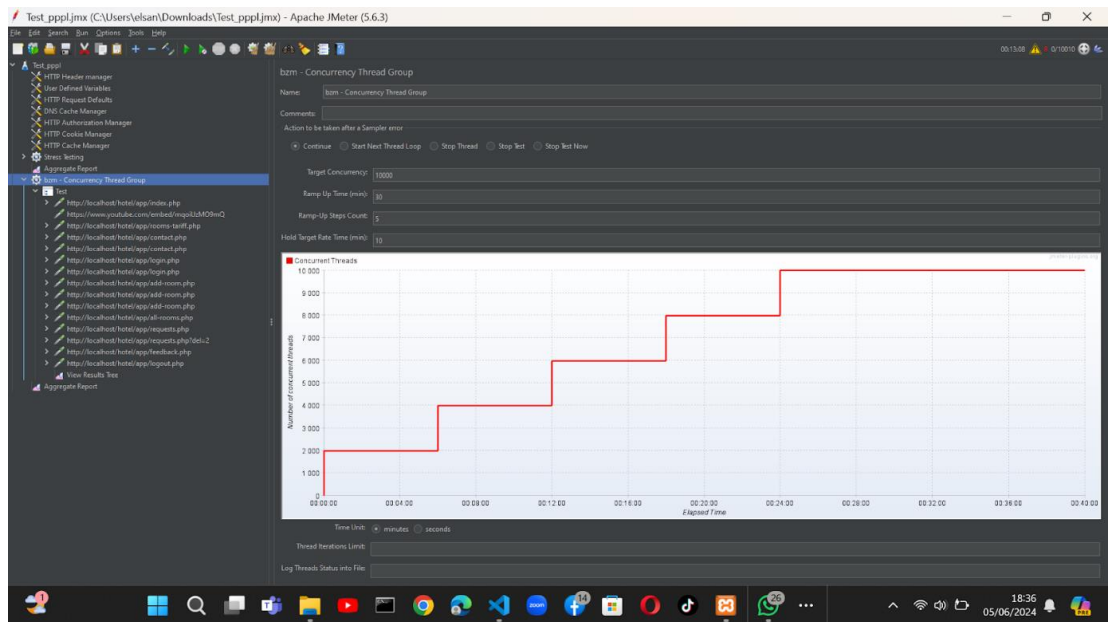 Test_pppl.jmx (C:\Users\elsan\Downloads\Test_pppl.jmx) - Apache JMeter (5.6.3)
File Edit Search Run Options Tools Help
00:15:08 0/10010
Test_pppl
HTTP Header manager
User Defined Variables
HTTP Request Defaults
DNS Cache Manager
HTTP Authorization Manager
HTTP Cookie Manager
HTTP Cache Manager
Stress Testing
Aggregate Report
bzm - Concurrency Thread Group
Test
http://localhost/hotel/app/index.php
http://localhost/hotel/app/rooms-tariff.php
http://localhost/hotel/app/contact.php
http://localhost/hotel/app/contact.php
http://localhost/hotel/app/login.php
http://localhost/hotel/app/login.php
http://localhost/hotel/app/add-room.php
http://localhost/hotel/app/add-room.php
http://localhost/hotel/app/add-room.php
http://localhost/hotel/app/all-rooms.php
http://localhost/hotel/app/requests.php
http://localhost/hotel/app/requests.php?del=2
http://localhost/hotel/app/feedback.php
http://localhost/hotel/app/logout.php
View Results Tree
Aggregate Report
bzm - Concurrency Thread Group
Name: bzm - Concurrency Thread Group
Comments:
Action to be taken after a Sampler error
Continue Start Next Thread Loop Stop Thread Stop Test Stop Test Now
Target Concurrency: 10000
Ramp Up Time (min): 30
Ramp-Up Steps Count: 5
Hold Target Rate Time (min): 10
Concurrent Threads
jmeter-plugins.org
10 000
9 000
8 000
7 000
6 000
5 000
4 000
3 000
2 000
1 000
0
Number of concurrent threads
00:00:00 00:04:00 00:08:00 00:12:00 00:16:00 00:20:00 00:24:00 00:28:00 00:32:00 00:36:00 00:40:00
Elapsed Time
Time Unit: minutes seconds
Thread Iterations Limit:
Log Threads Status into File:
1
zoom
14
26
PRE
18:36
05/06/2024